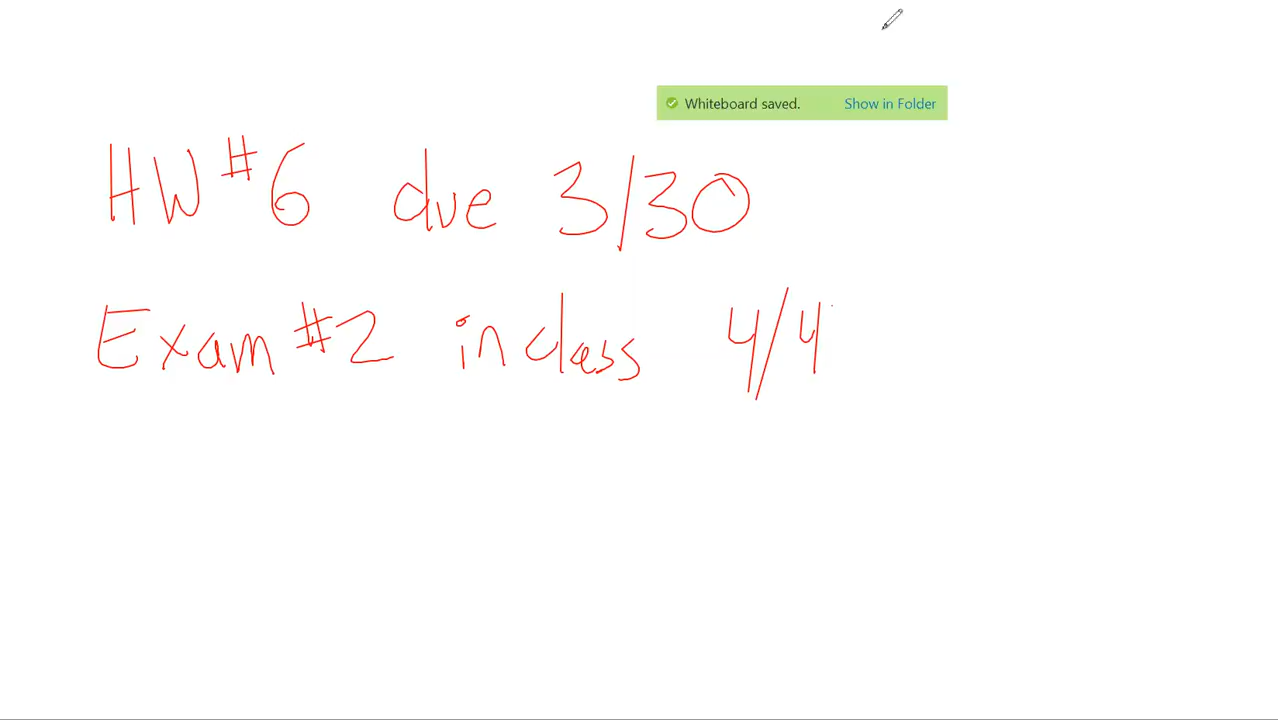 Whiteboard saved. Show in Folder
HW #6 due 3/30
Exam #2 in class 4/4